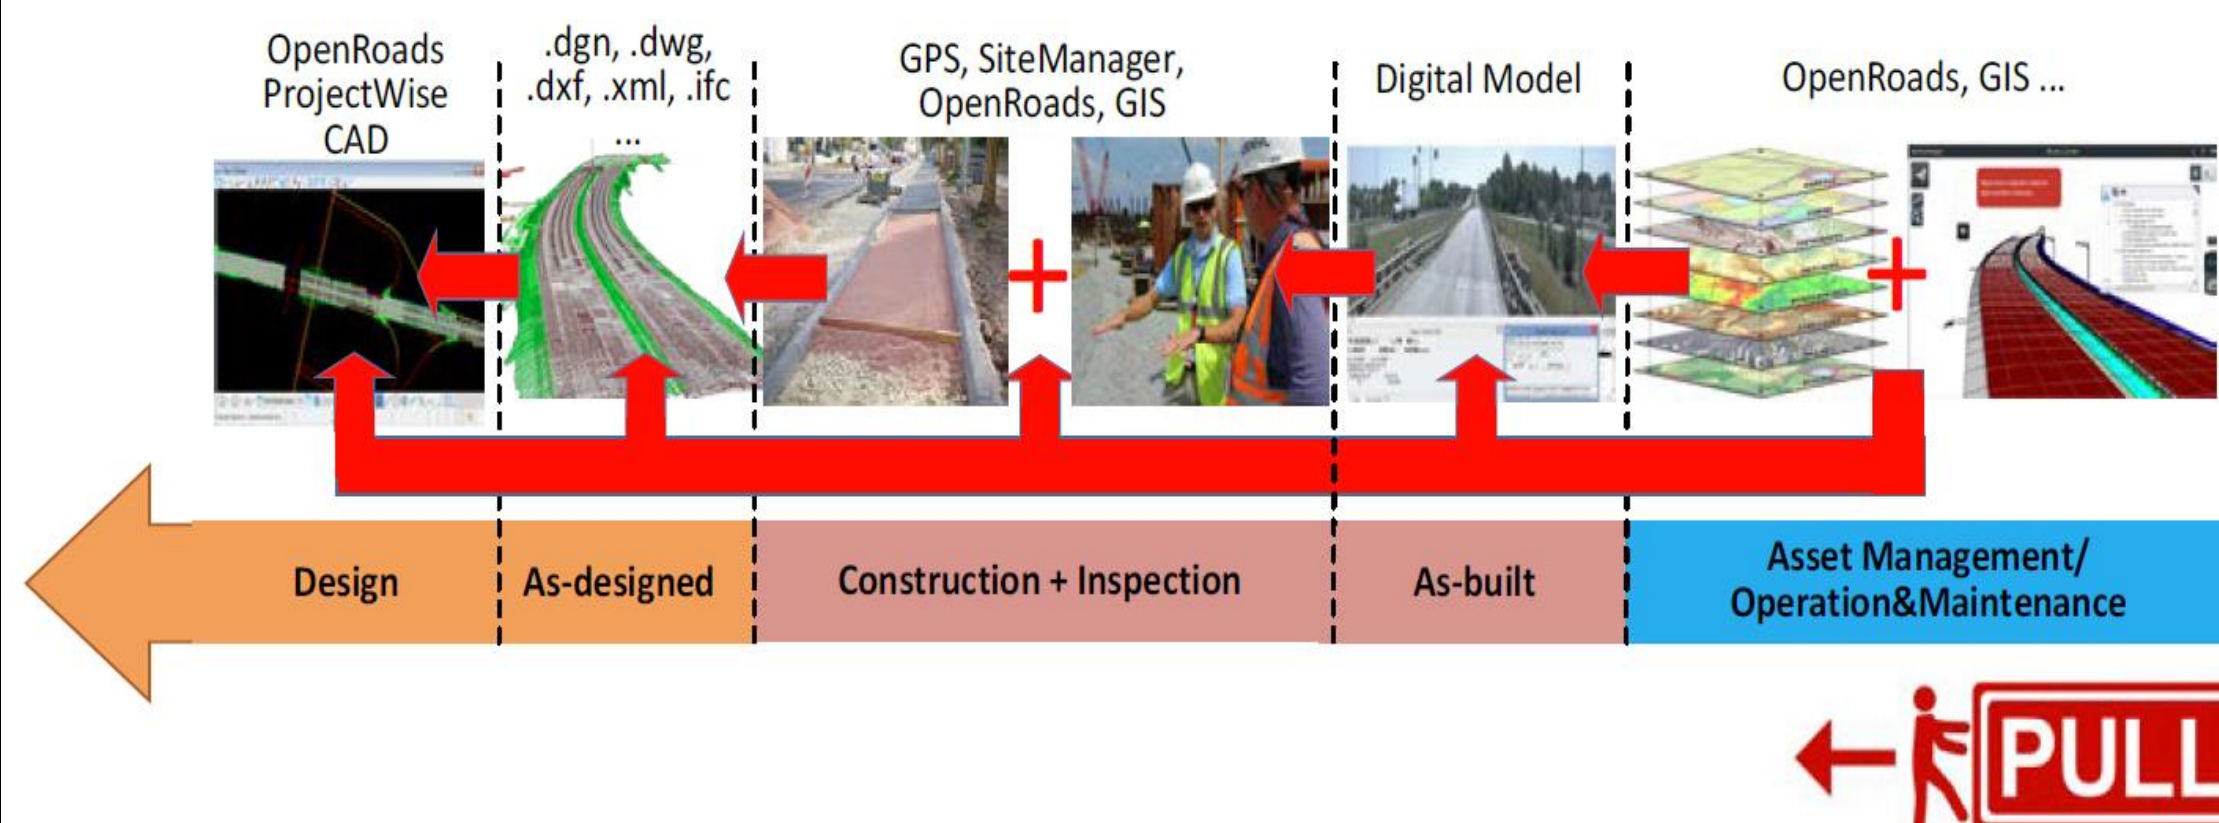 OpenRoads
ProjectWise
CAD
.dgn, .dwg,
.dxf, .xml, .ifc
...
GPS, SiteManager,
OpenRoads, GIS
Digital Model
OpenRoads, GIS ...
Design
As-designed
Construction + Inspection
As-built
Asset Management/
Operation&Maintenance
PULL